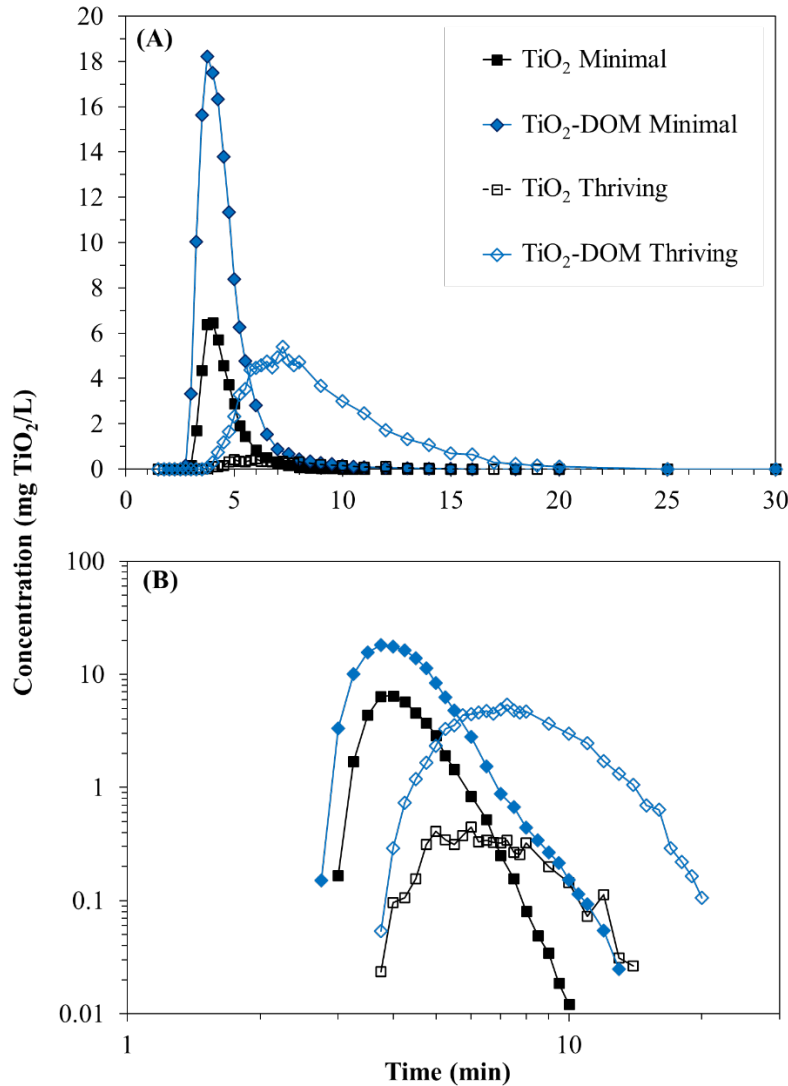 (A)
TiO₂ Minimal
TiO₂-DOM Minimal
TiO₂ Thriving
TiO₂-DOM Thriving
20
18
16
14
12
10
8
6
4
2
0
0 5 10 15 20 25 30
Concentration (mg TiO₂/L)
(B)
100
10
1
0.1
0.01
1 10
Time (min)